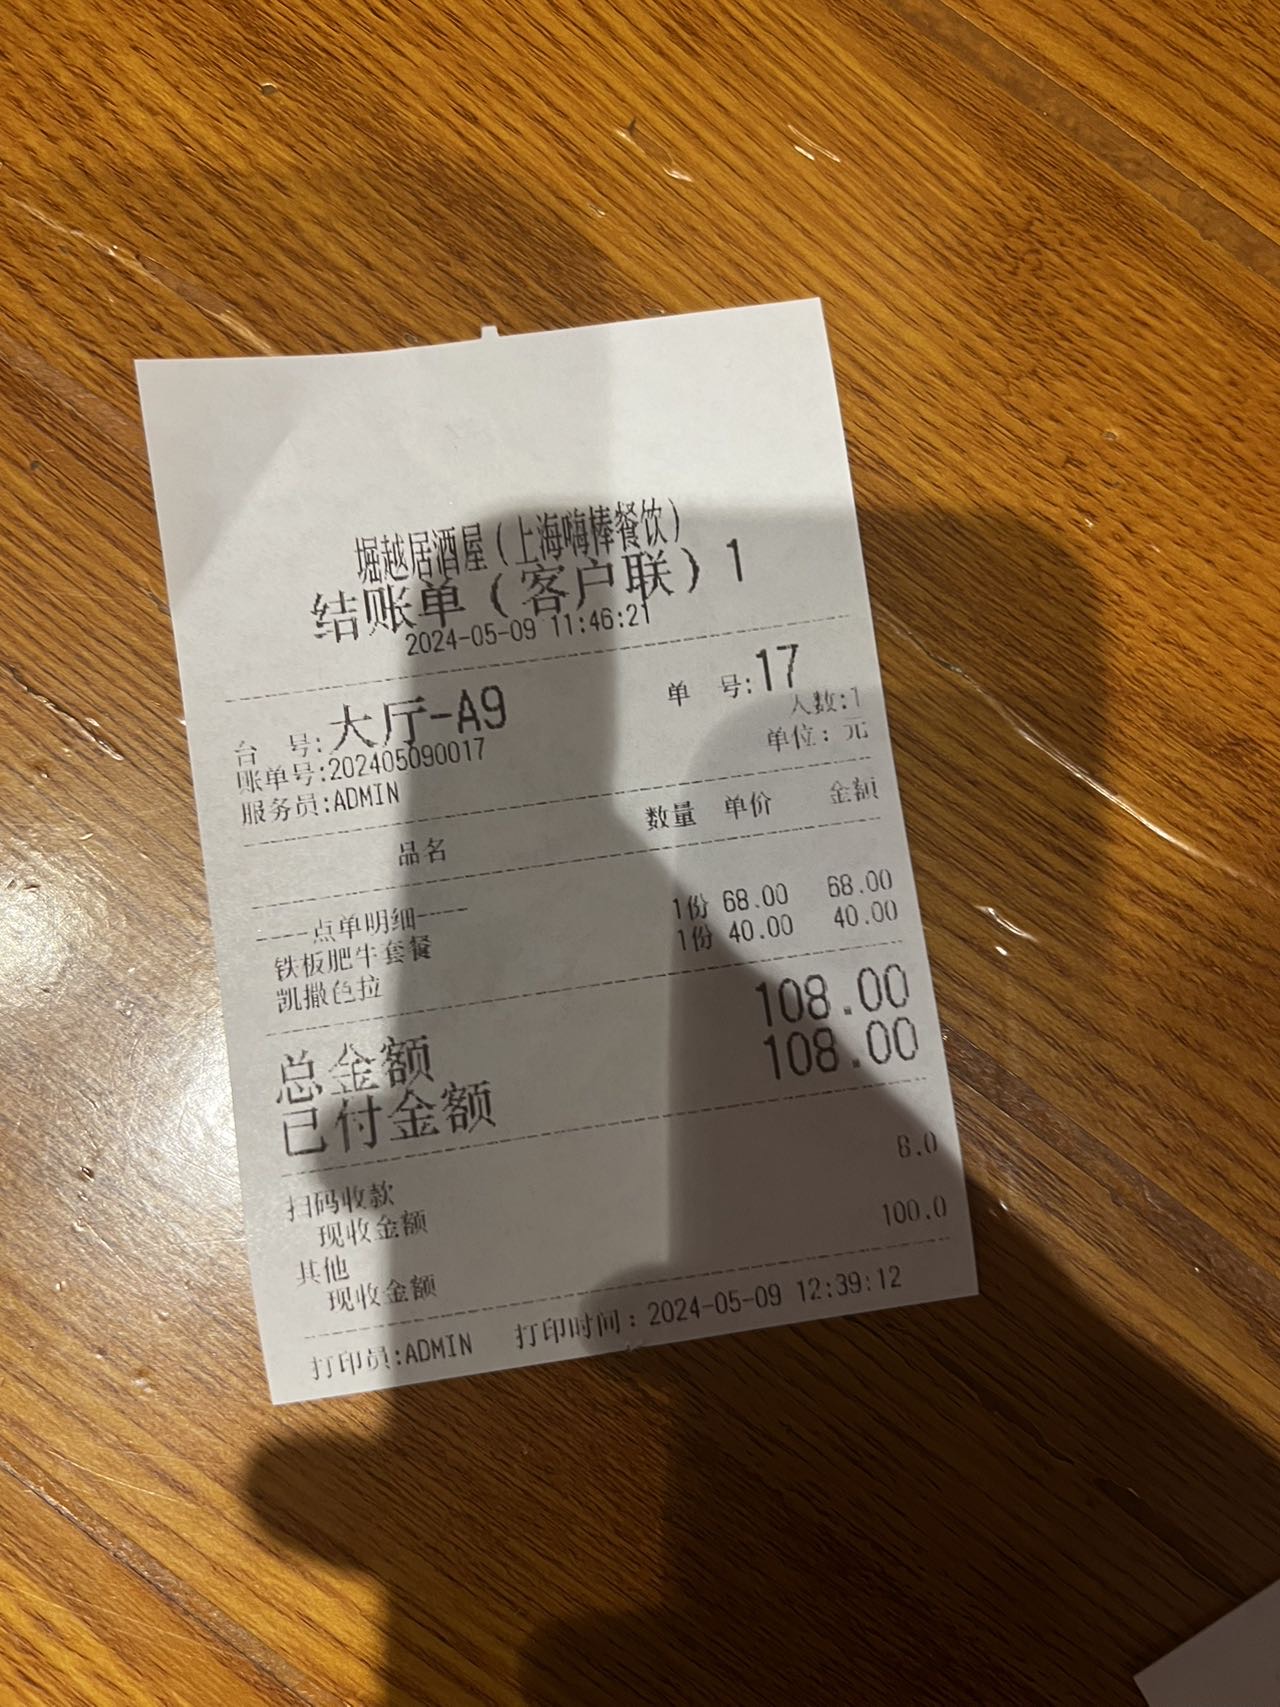 堀越居酒屋（上海嗨棒餐饮）
结账单（客户联）1
2024-05-09 11:46:21
台 号:大厅-A9 单 号:17
账单号:202405090017 人数:1
服务员:ADMIN 单位：元
品名 数量 单价 金额
----点单明细----
铁板肥牛套餐 1份 68.00 68.00
凯撒色拉 1份 40.00 40.00
总金额 108.00
已付金额 108.00
扫码收款
现收金额 8.0
其他
现收金额 100.0
打印员:ADMIN 打印时间：2024-05-09 12:39:12